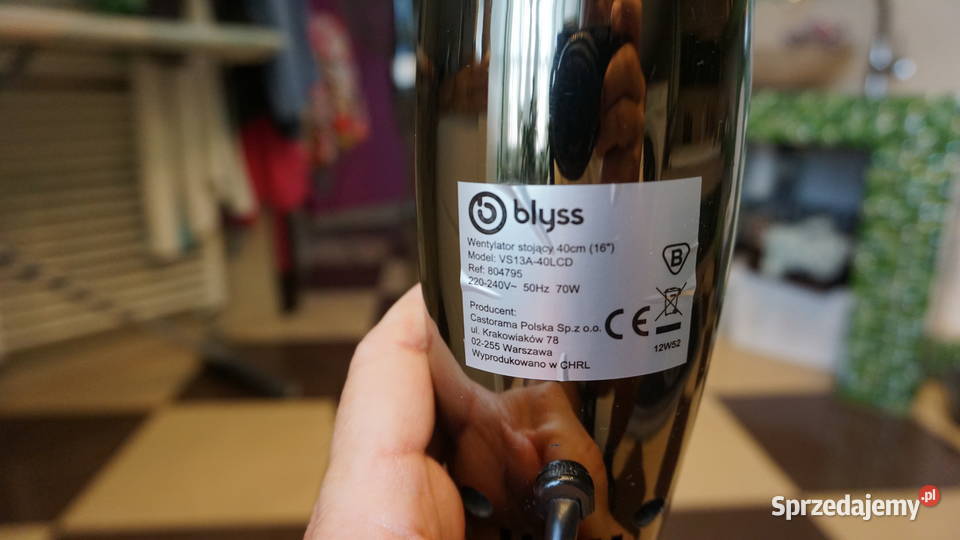 blyss
Wentylator stojący 40cm (16")
Model: VS13A-40LCD
Ref: 804795
220-240V~ 50Hz 70W
B
Producent:
Castorama Polska Sp.z o.o.
ul. Krakowiaków 78
02-255 Warszawa
Wyprodukowano w CHRL
CE
12W52
Sprzedajemy.pl